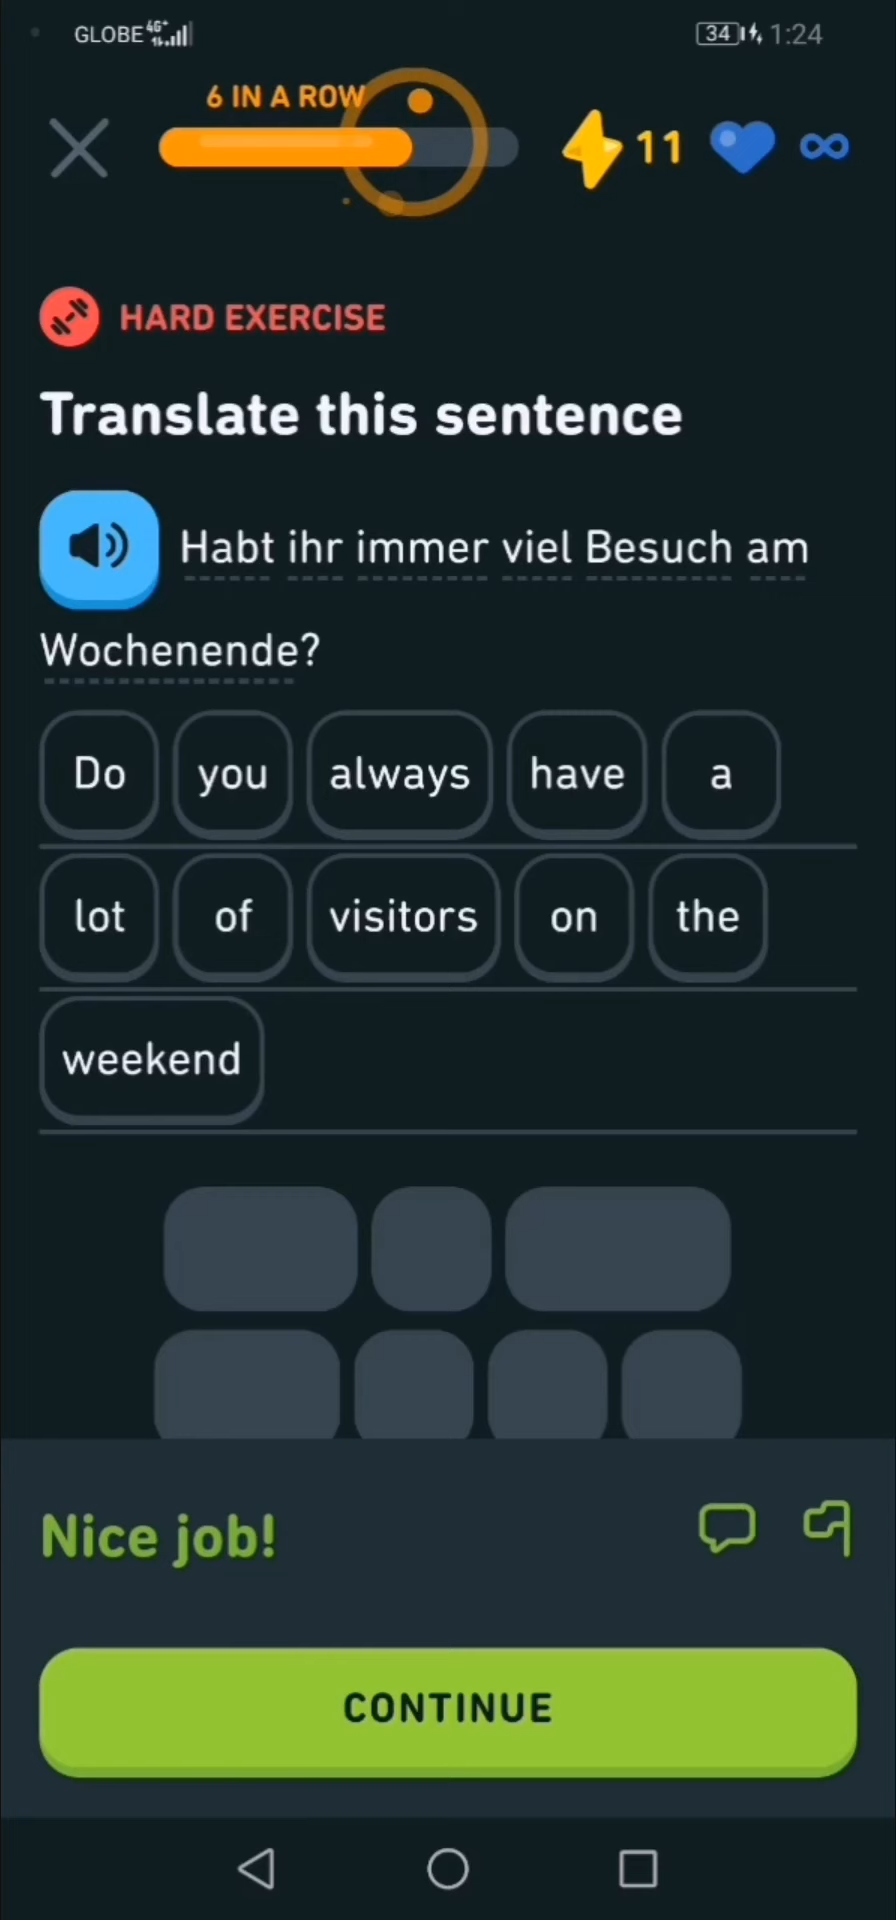 GLOBE 4G+ 34 1:24
6 IN A ROW
11
HARD EXERCISE
Translate this sentence
Habt ihr immer viel Besuch am
Wochenende?
Do you always have a
lot of visitors on the
weekend
Nice job!
CONTINUE